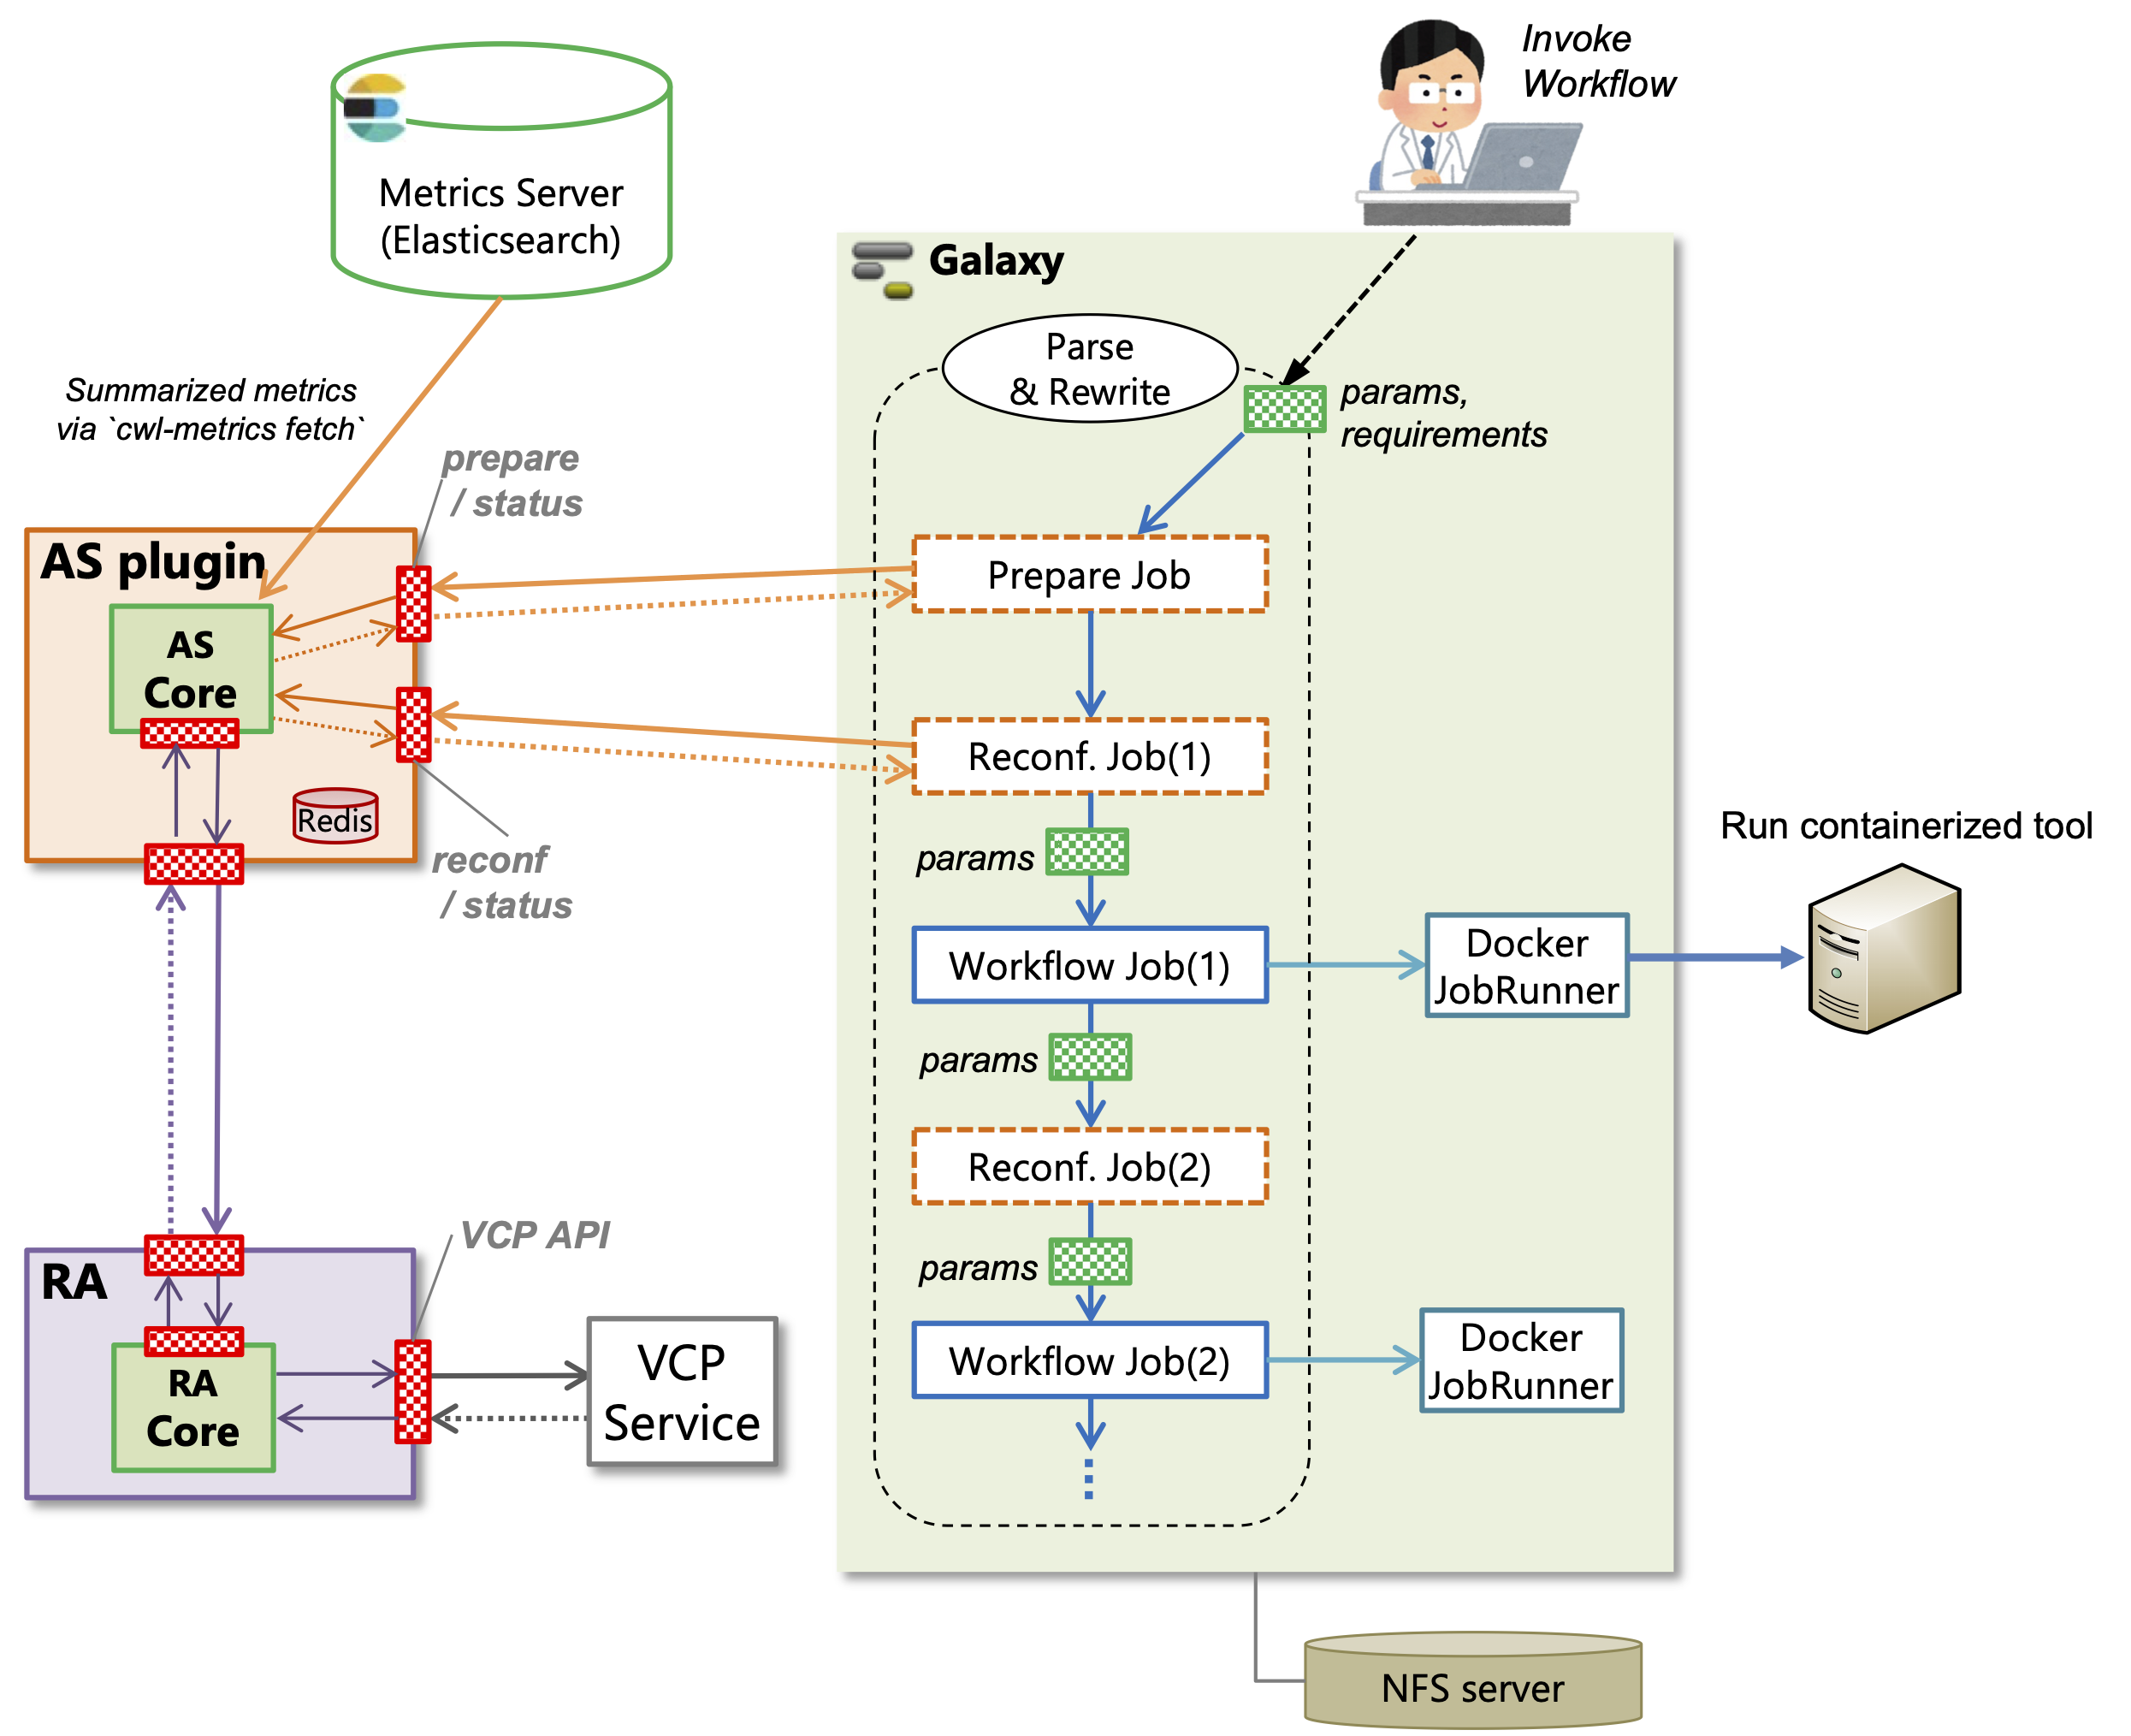 Invoke
Workflow
Metrics Server
(Elasticsearch)
Galaxy
Parse
& Rewrite
params,
requirements
Summarized metrics
via `cwl-metrics fetch`
prepare
/ status
AS plugin
AS
Core
Redis
reconf
/ status
Prepare Job
Reconf. Job(1)
params
Workflow Job(1)
Docker
JobRunner
Run containerized tool
params
Reconf. Job(2)
params
Workflow Job(2)
Docker
JobRunner
RA
RA
Core
VCP API
VCP
Service
NFS server